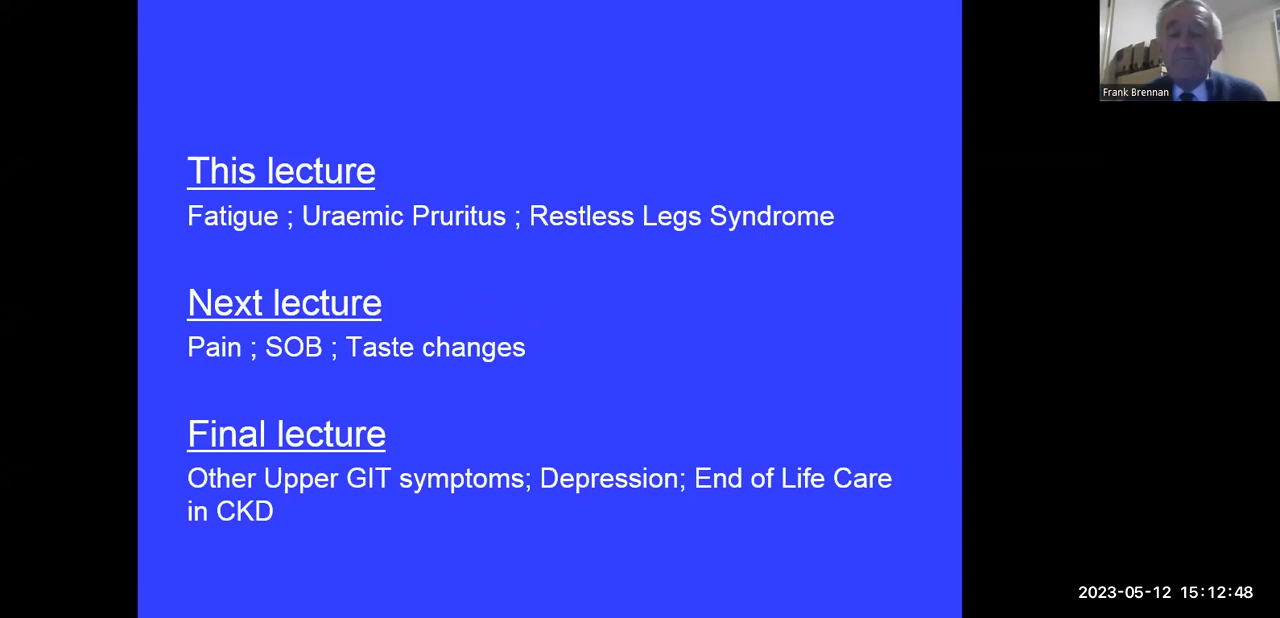 This lecture
Fatigue ; Uraemic Pruritus ; Restless Legs Syndrome
Next lecture
Pain ; SOB ; Taste changes
Final lecture
Other Upper GIT symptoms; Depression; End of Life Care
in CKD
Frank Brennan
2023-05-12 15:12:48